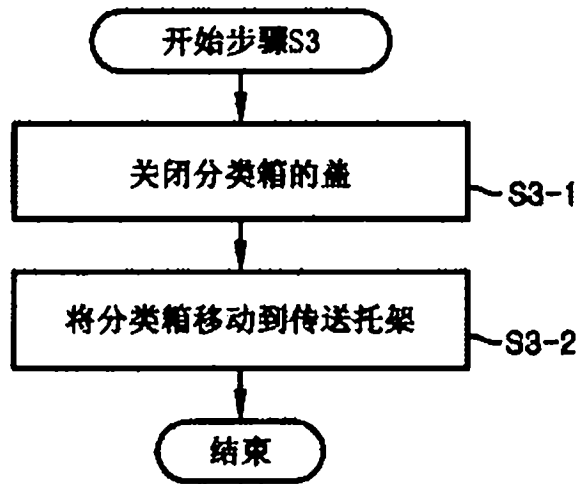 开始步骤S3
关闭分类箱的盖
S3-1
将分类箱移动到传送托架
S3-2
结束